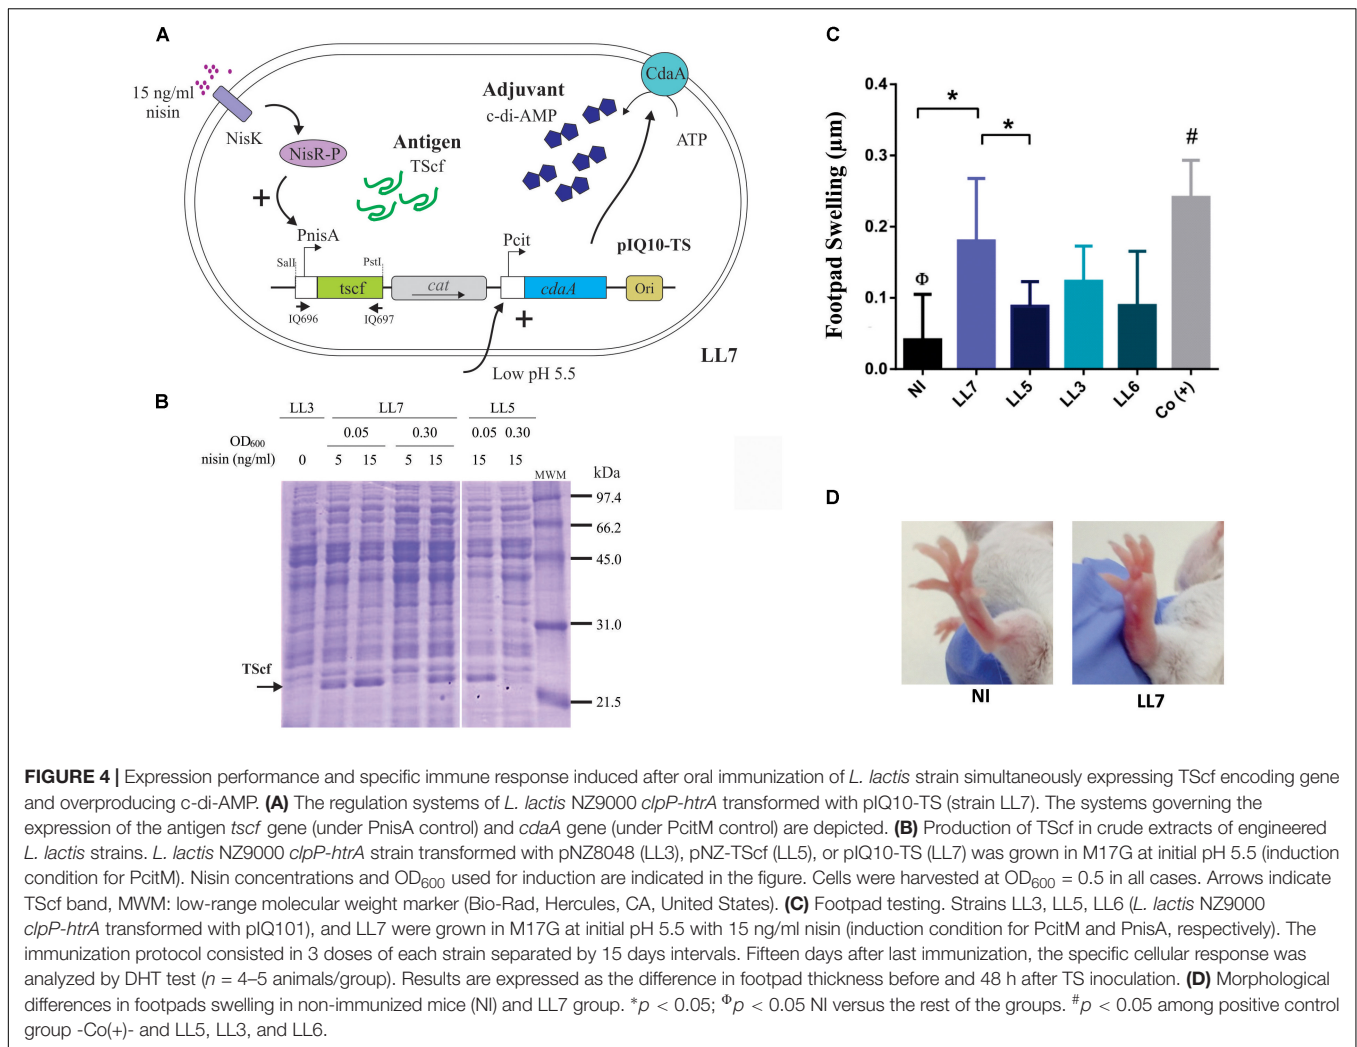 A
15 ng/ml
nisin
NisK
NisR-P
+
PnisA
SalI
PstI
tscf
cat
IQ696
IQ697
Antigen
TScf
Adjuvant
c-di-AMP
CdaA
ATP
Pcit
pIQ10-TS
cdaA
Ori
+
Low pH 5.5
LL7
B
LL3 LL7 LL5
OD600 0.05 0.30 0.05 0.30
nisin (ng/ml) 0 5 15 5 15 15 15
MWM kDa
97.4
66.2
45.0
31.0
TScf
21.5
C
Footpad Swelling (µm)
0.4
0.3
0.2
0.1
0.0
* * # Φ
NI LL7 LL5 LL3 LL6 Co (+)
D
NI LL7
FIGURE 4 | Expression performance and specific immune response induced after oral immunization of L. lactis strain simultaneously expressing TScf encoding gene
and overproducing c-di-AMP. (A) The regulation systems of L. lactis NZ9000 clpP-htrA transformed with pIQ10-TS (strain LL7). The systems governing the
expression of the antigen tscf gene (under PnisA control) and cdaA gene (under PcitM control) are depicted. (B) Production of TScf in crude extracts of engineered
L. lactis strains. L. lactis NZ9000 clpP-htrA strain transformed with pNZ8048 (LL3), pNZ-TScf (LL5), or pIQ10-TS (LL7) was grown in M17G at initial pH 5.5 (induction
condition for PcitM). Nisin concentrations and OD600 used for induction are indicated in the figure. Cells were harvested at OD600 = 0.5 in all cases. Arrows indicate
TScf band, MWM: low-range molecular weight marker (Bio-Rad, Hercules, CA, United States). (C) Footpad testing. Strains LL3, LL5, LL6 (L. lactis NZ9000
clpP-htrA transformed with pIQ101), and LL7 were grown in M17G at initial pH 5.5 with 15 ng/ml nisin (induction condition for PcitM and PnisA, respectively). The
immunization protocol consisted in 3 doses of each strain separated by 15 days intervals. Fifteen days after last immunization, the specific cellular response was
analyzed by DHT test (n = 4–5 animals/group). Results are expressed as the difference in footpad thickness before and 48 h after TS inoculation. (D) Morphological
differences in footpads swelling in non-immunized mice (NI) and LL7 group. *p < 0.05; Φp < 0.05 NI versus the rest of the groups. #p < 0.05 among positive control
group -Co(+)- and LL5, LL3, and LL6.